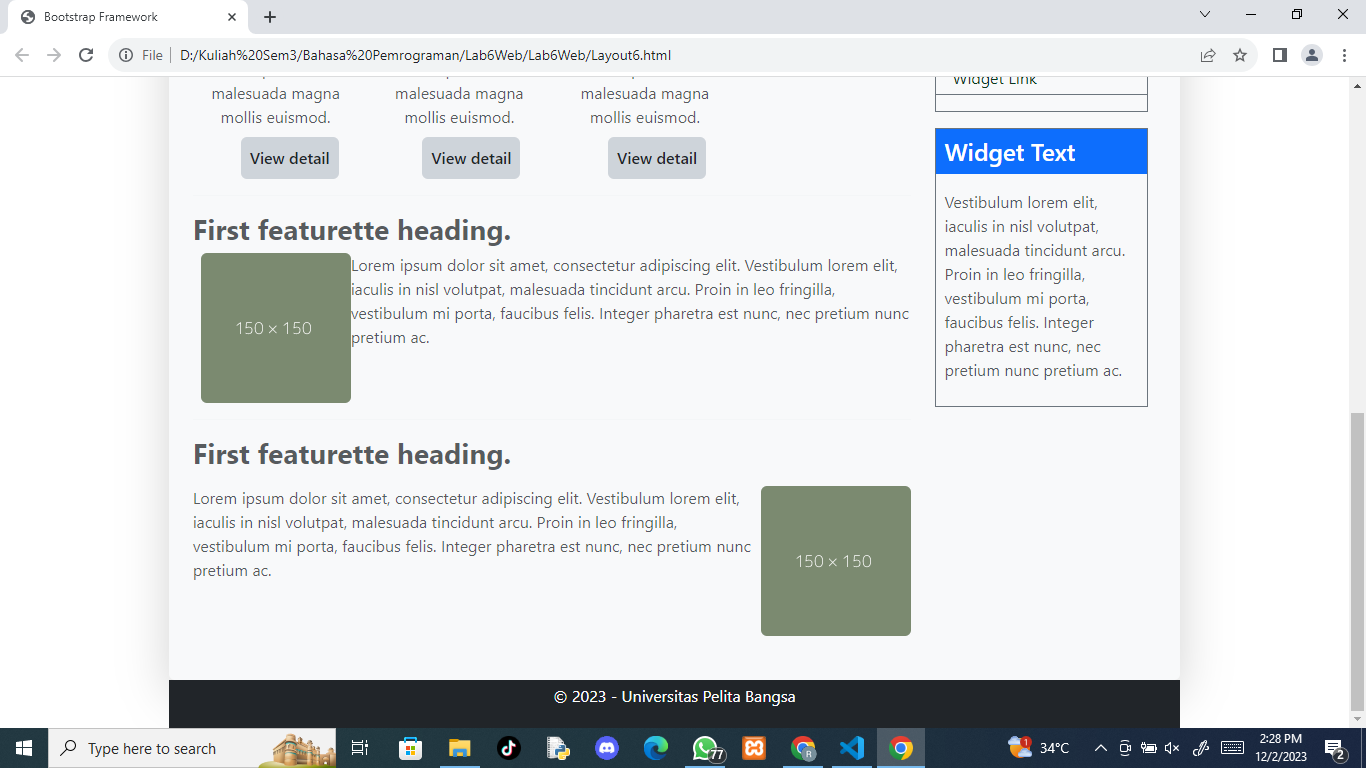 Bootstrap Framework
File
D:/Kuliah%20Sem3/Bahasa%20Pemrograman/Lab6Web/Lab6Web/Layout6.html
malesuada magna
mollis euismod.
View detail
malesuada magna
mollis euismod.
View detail
malesuada magna
mollis euismod.
View detail
First featurette heading.
150 × 150
Lorem ipsum dolor sit amet, consectetur adipiscing elit. Vestibulum lorem elit,
iaculis in nisl volutpat, malesuada tincidunt arcu. Proin in leo fringilla,
vestibulum mi porta, faucibus felis. Integer pharetra est nunc, nec pretium nunc
pretium ac.
First featurette heading.
Lorem ipsum dolor sit amet, consectetur adipiscing elit. Vestibulum lorem elit,
iaculis in nisl volutpat, malesuada tincidunt arcu. Proin in leo fringilla,
vestibulum mi porta, faucibus felis. Integer pharetra est nunc, nec pretium nunc
pretium ac.
150 × 150
Widget Link
Widget Text
Vestibulum lorem elit,
iaculis in nisl volutpat,
malesuada tincidunt arcu.
Proin in leo fringilla,
vestibulum mi porta,
faucibus felis. Integer
pharetra est nunc, nec
pretium nunc pretium ac.
© 2023 - Universitas Pelita Bangsa
Type here to search
77
R
1
34°C
2:28 PM
12/2/2023
2